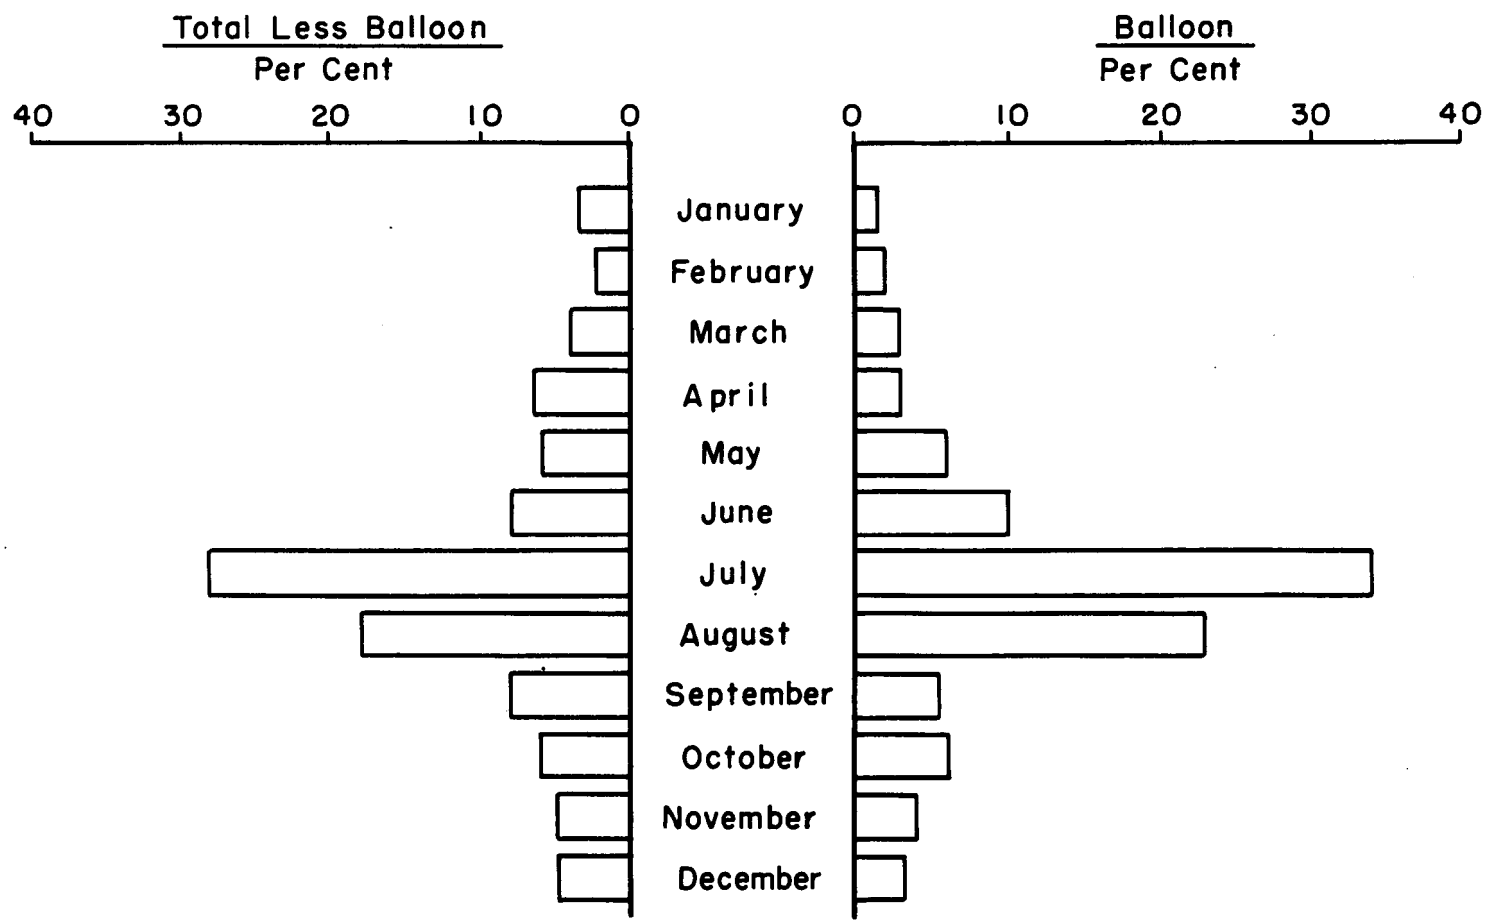 Total Less Balloon
Per Cent
Balloon
Per Cent
40 30 20 10 0
0 10 20 30 40
January
February
March
April
May
June
July
August
September
October
November
December